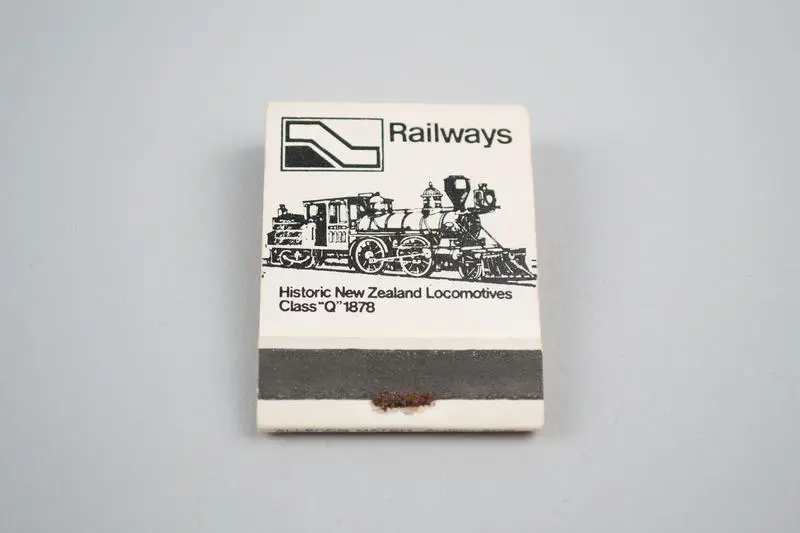 Railways
Historic New Zealand Locomotives
Class "Q" 1878